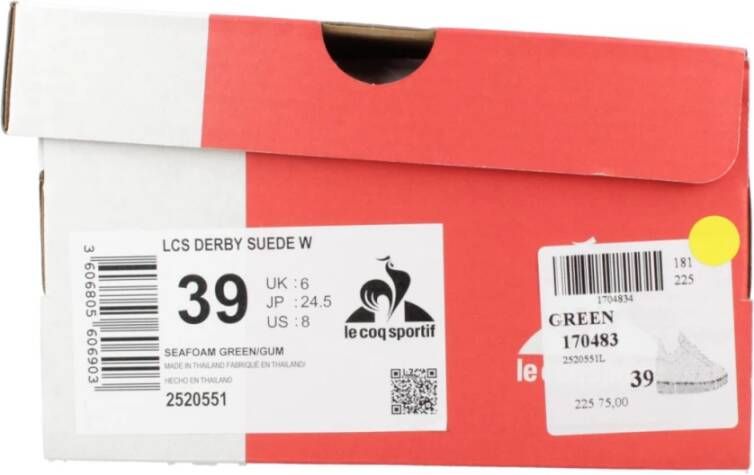 LCS DERBY SUEDE W
3 606805 606903
39
UK : 6
JP : 24.5
US : 8
le coq sportif
SEAFOAM GREEN/GUM
MADE IN THAILAND FABRIQUÉ EN THAILAND/
HECHO EN THAILAND
2520551
181
225
1704834
GREEN
170483
2520551L
39
225 75,00
le c